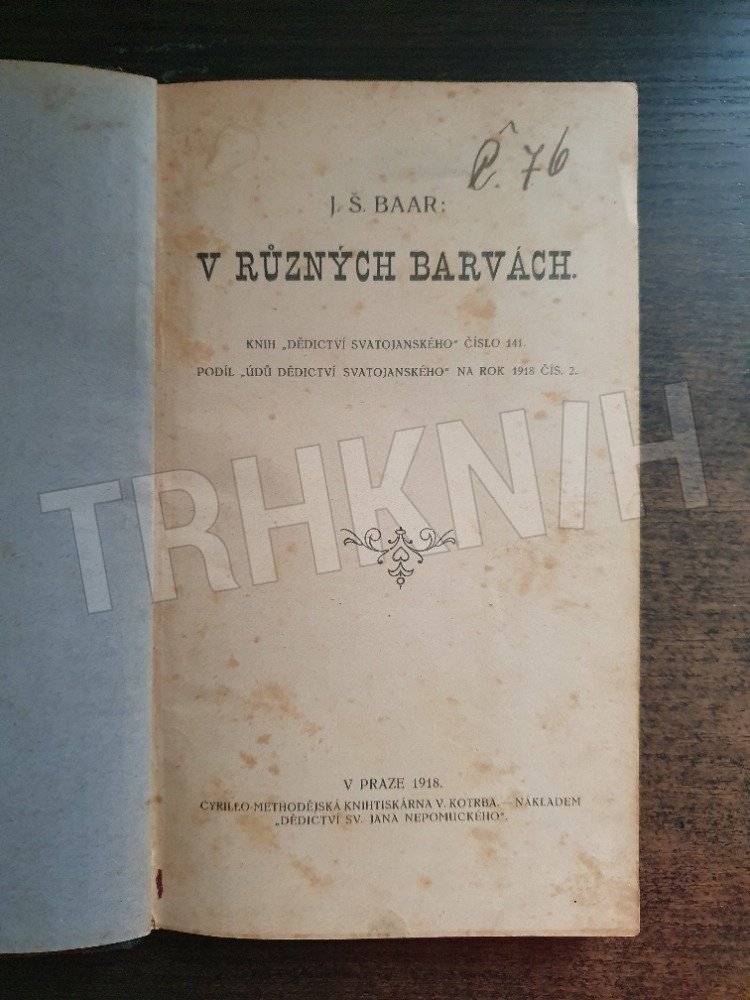 P. 76
J. Š. BAAR:
V RŮZNÝCH BARVÁCH.
KNIH „DĚDICTVÍ SVATOJANSKÉHO“ ČÍSLO 141.
PODÍL „ÚDŮ DĚDICTVÍ SVATOJANSKÉHO“ NA ROK 1918 ČÍS. 2.
TRHKNIH
V PRAZE 1918.
CYRILLO-METHODĚJSKÁ KNIHTISKÁRNA V. KOTRBA. — NÁKLADEM
„DĚDICTVÍ SV. JANA NEPOMUCKÉHO“.